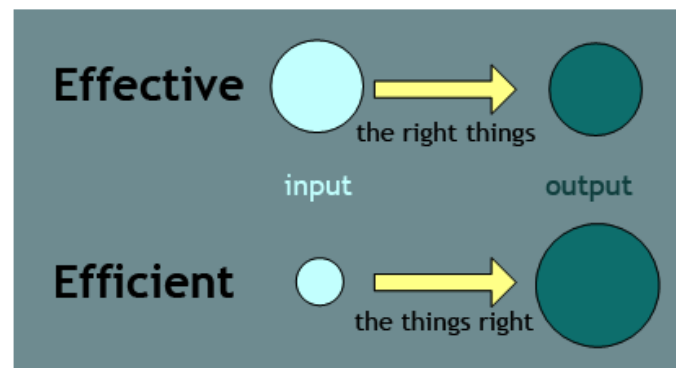 Effective
the right things
input
output
Efficient
the things right